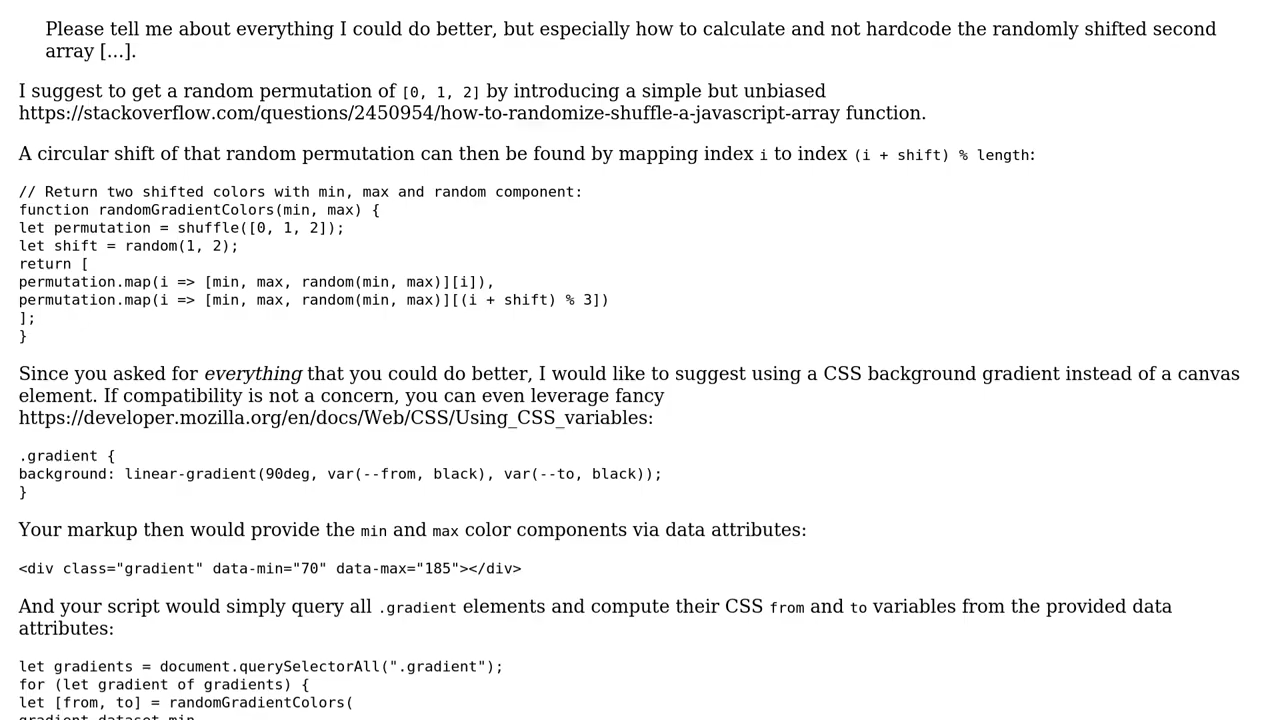 Please tell me about everything I could do better, but especially how to calculate and not hardcode the randomly shifted second
array [...].
I suggest to get a random permutation of [0, 1, 2] by introducing a simple but unbiased
https://stackoverflow.com/questions/2450954/how-to-randomize-shuffle-a-javascript-array function.
A circular shift of that random permutation can then be found by mapping index i to index (i + shift) % length:
// Return two shifted colors with min, max and random component:
function randomGradientColors(min, max) {
let permutation = shuffle([0, 1, 2]);
let shift = random(1, 2);
return [
permutation.map(i => [min, max, random(min, max)][i]),
permutation.map(i => [min, max, random(min, max)][(i + shift) % 3])
];
}
Since you asked for everything that you could do better, I would like to suggest using a CSS background gradient instead of a canvas
element. If compatibility is not a concern, you can even leverage fancy
https://developer.mozilla.org/en/docs/Web/CSS/Using_CSS_variables:
.gradient {
background: linear-gradient(90deg, var(--from, black), var(--to, black));
}
Your markup then would provide the min and max color components via data attributes:
<div class="gradient" data-min="70" data-max="185"></div>
And your script would simply query all .gradient elements and compute their CSS from and to variables from the provided data
attributes:
let gradients = document.querySelectorAll(".gradient");
for (let gradient of gradients) {
let [from, to] = randomGradientColors(
gradient.dataset.min,